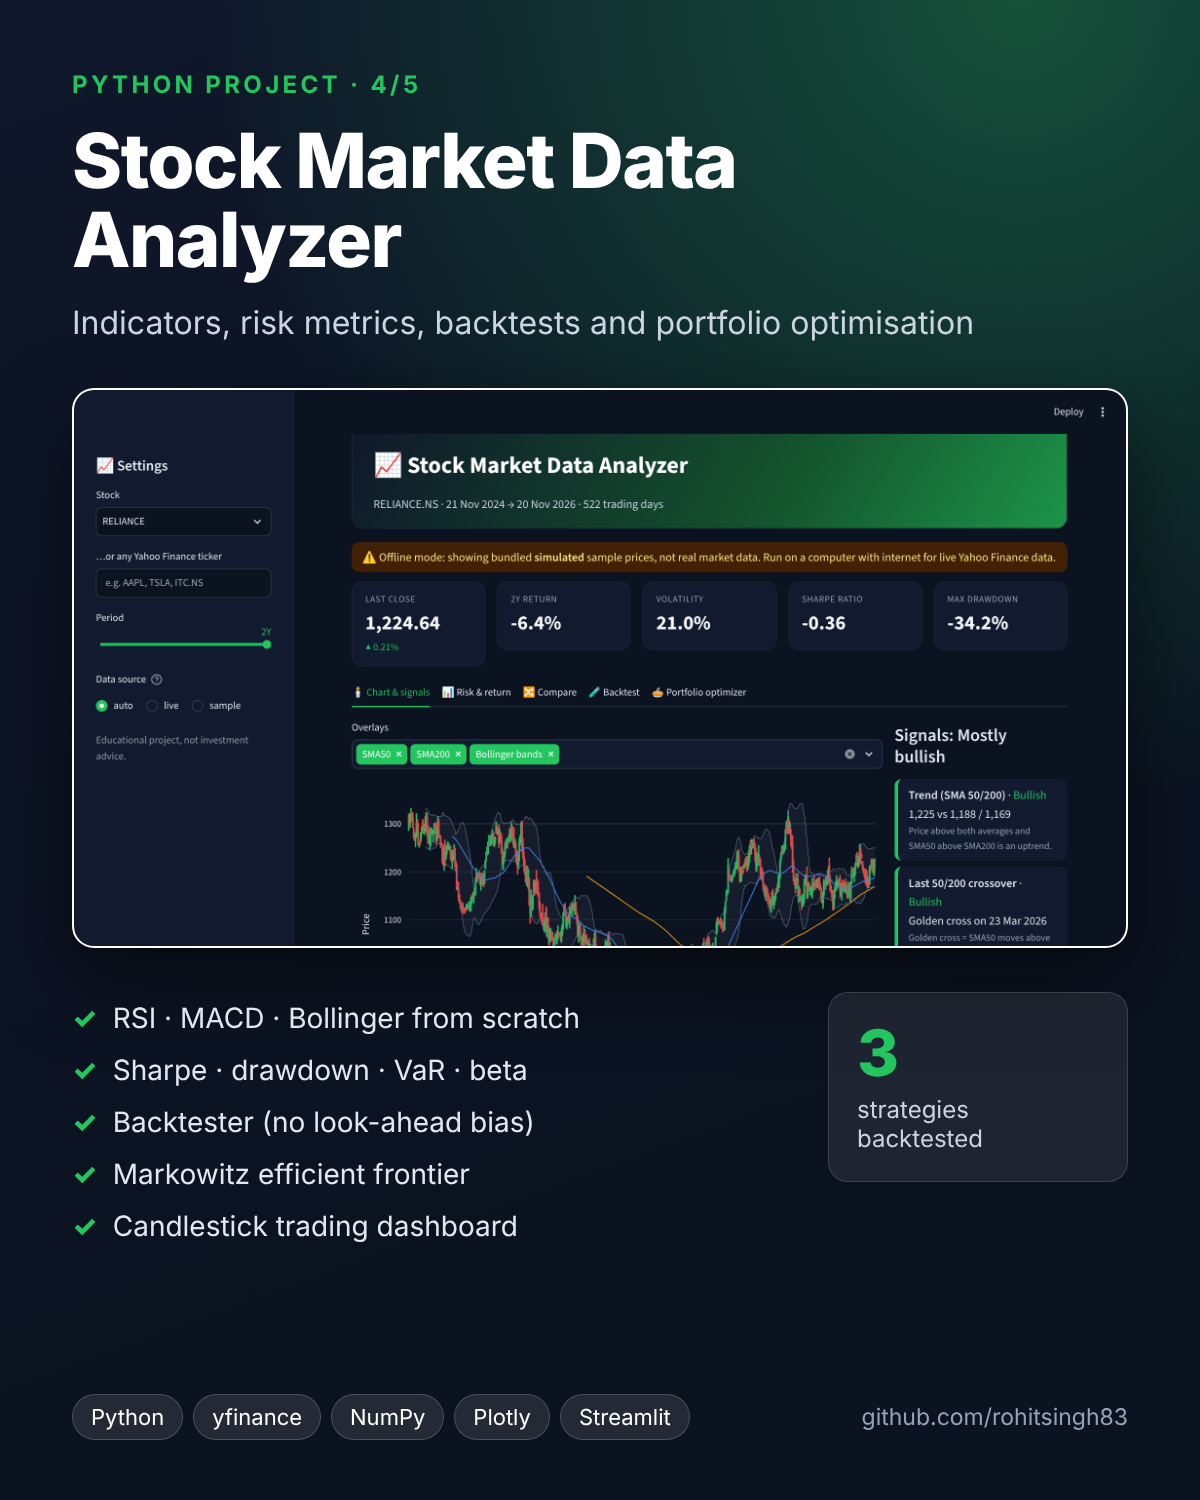 PYTHON PROJECT · 4/5
Stock Market Data
Analyzer
Indicators, risk metrics, backtests and portfolio optimisation
Deploy
Settings
Stock
RELIANCE
...or any Yahoo Finance ticker
e.g. AAPL, TSLA, ITC.NS
Period
2Y
Data source
auto live sample
Educational project, not investment
advice.
Stock Market Data Analyzer
RELIANCE.NS · 21 Nov 2024 → 20 Nov 2026 · 522 trading days
Offline mode: showing bundled simulated sample prices, not real market data. Run on a computer with internet for live Yahoo Finance data.
LAST CLOSE
1,224.64
▲ 0.21%
2Y RETURN
-6.4%
VOLATILITY
21.0%
SHARPE RATIO
-0.36
MAX DRAWDOWN
-34.2%
Chart & signals Risk & return Compare Backtest Portfolio optimizer
Overlays
SMA50 × SMA200 × Bollinger bands ×
1300
1200
1100
Price
Signals: Mostly
bullish
Trend (SMA 50/200) · Bullish
1,225 vs 1,188 / 1,169
Price above both averages and
SMA50 above SMA200 is an uptrend.
Last 50/200 crossover ·
Bullish
Golden cross on 23 Mar 2026
Golden cross = SMA50 moves above
✔ RSI · MACD · Bollinger from scratch
✔ Sharpe · drawdown · VaR · beta
✔ Backtester (no look-ahead bias)
✔ Markowitz efficient frontier
✔ Candlestick trading dashboard
3
strategies
backtested
Python yfinance NumPy Plotly Streamlit
github.com/rohitsingh83